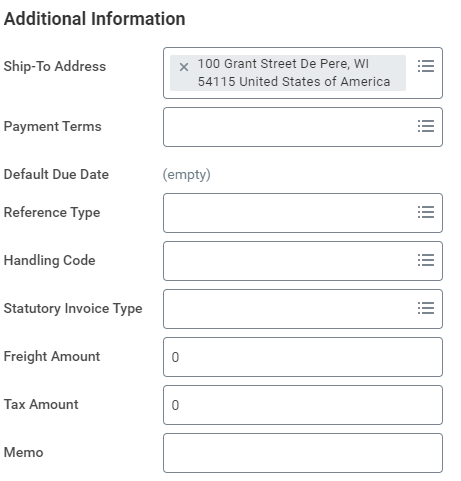 Additional Information
Ship-To Address
× 100 Grant Street De Pere, WI
54115 United States of America
Payment Terms
Default Due Date (empty)
Reference Type
Handling Code
Statutory Invoice Type
Freight Amount 0
Tax Amount 0
Memo